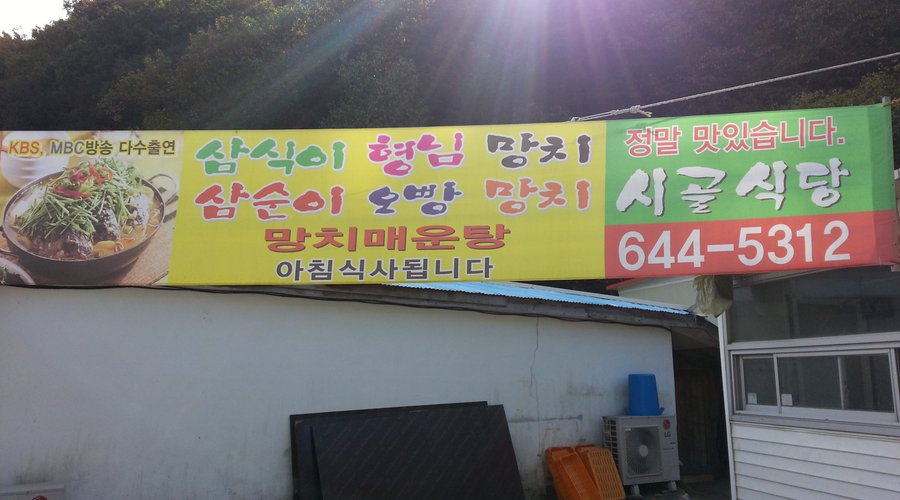 KBS, MBC방송 다수출연
삼식이 형님 망치
삼순이 오빵 망치
망치매운탕
아침식사됩니다
정말 맛있습니다.
시골식당
644-5312
LG